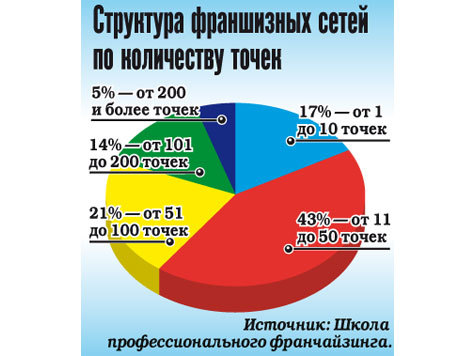 Структура франшизных сетей
по количеству точек
5% — от 200
и более точек
17% — от 1
до 10 точек
14% — от 101
до 200 точек
21% — от 51
до 100 точек
43% — от 11
до 50 точек
Источник: Школа
профессионального франчайзинга.